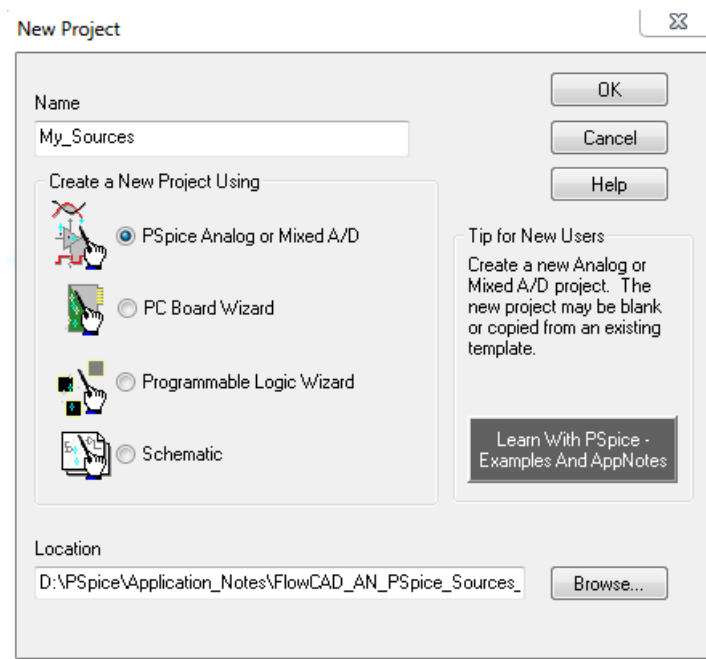 New Project
Name
My_Sources
OK
Cancel
Help
Create a New Project Using
PSpice Analog or Mixed A/D
PC Board Wizard
Programmable Logic Wizard
Schematic
Tip for New Users
Create a new Analog or
Mixed A/D project. The
new project may be blank
or copied from an existing
template.
Learn With PSpice -
Examples And AppNotes
Location
D:\PSpice\Application_Notes\FlowCAD_AN_PSpice_Sources_
Browse...